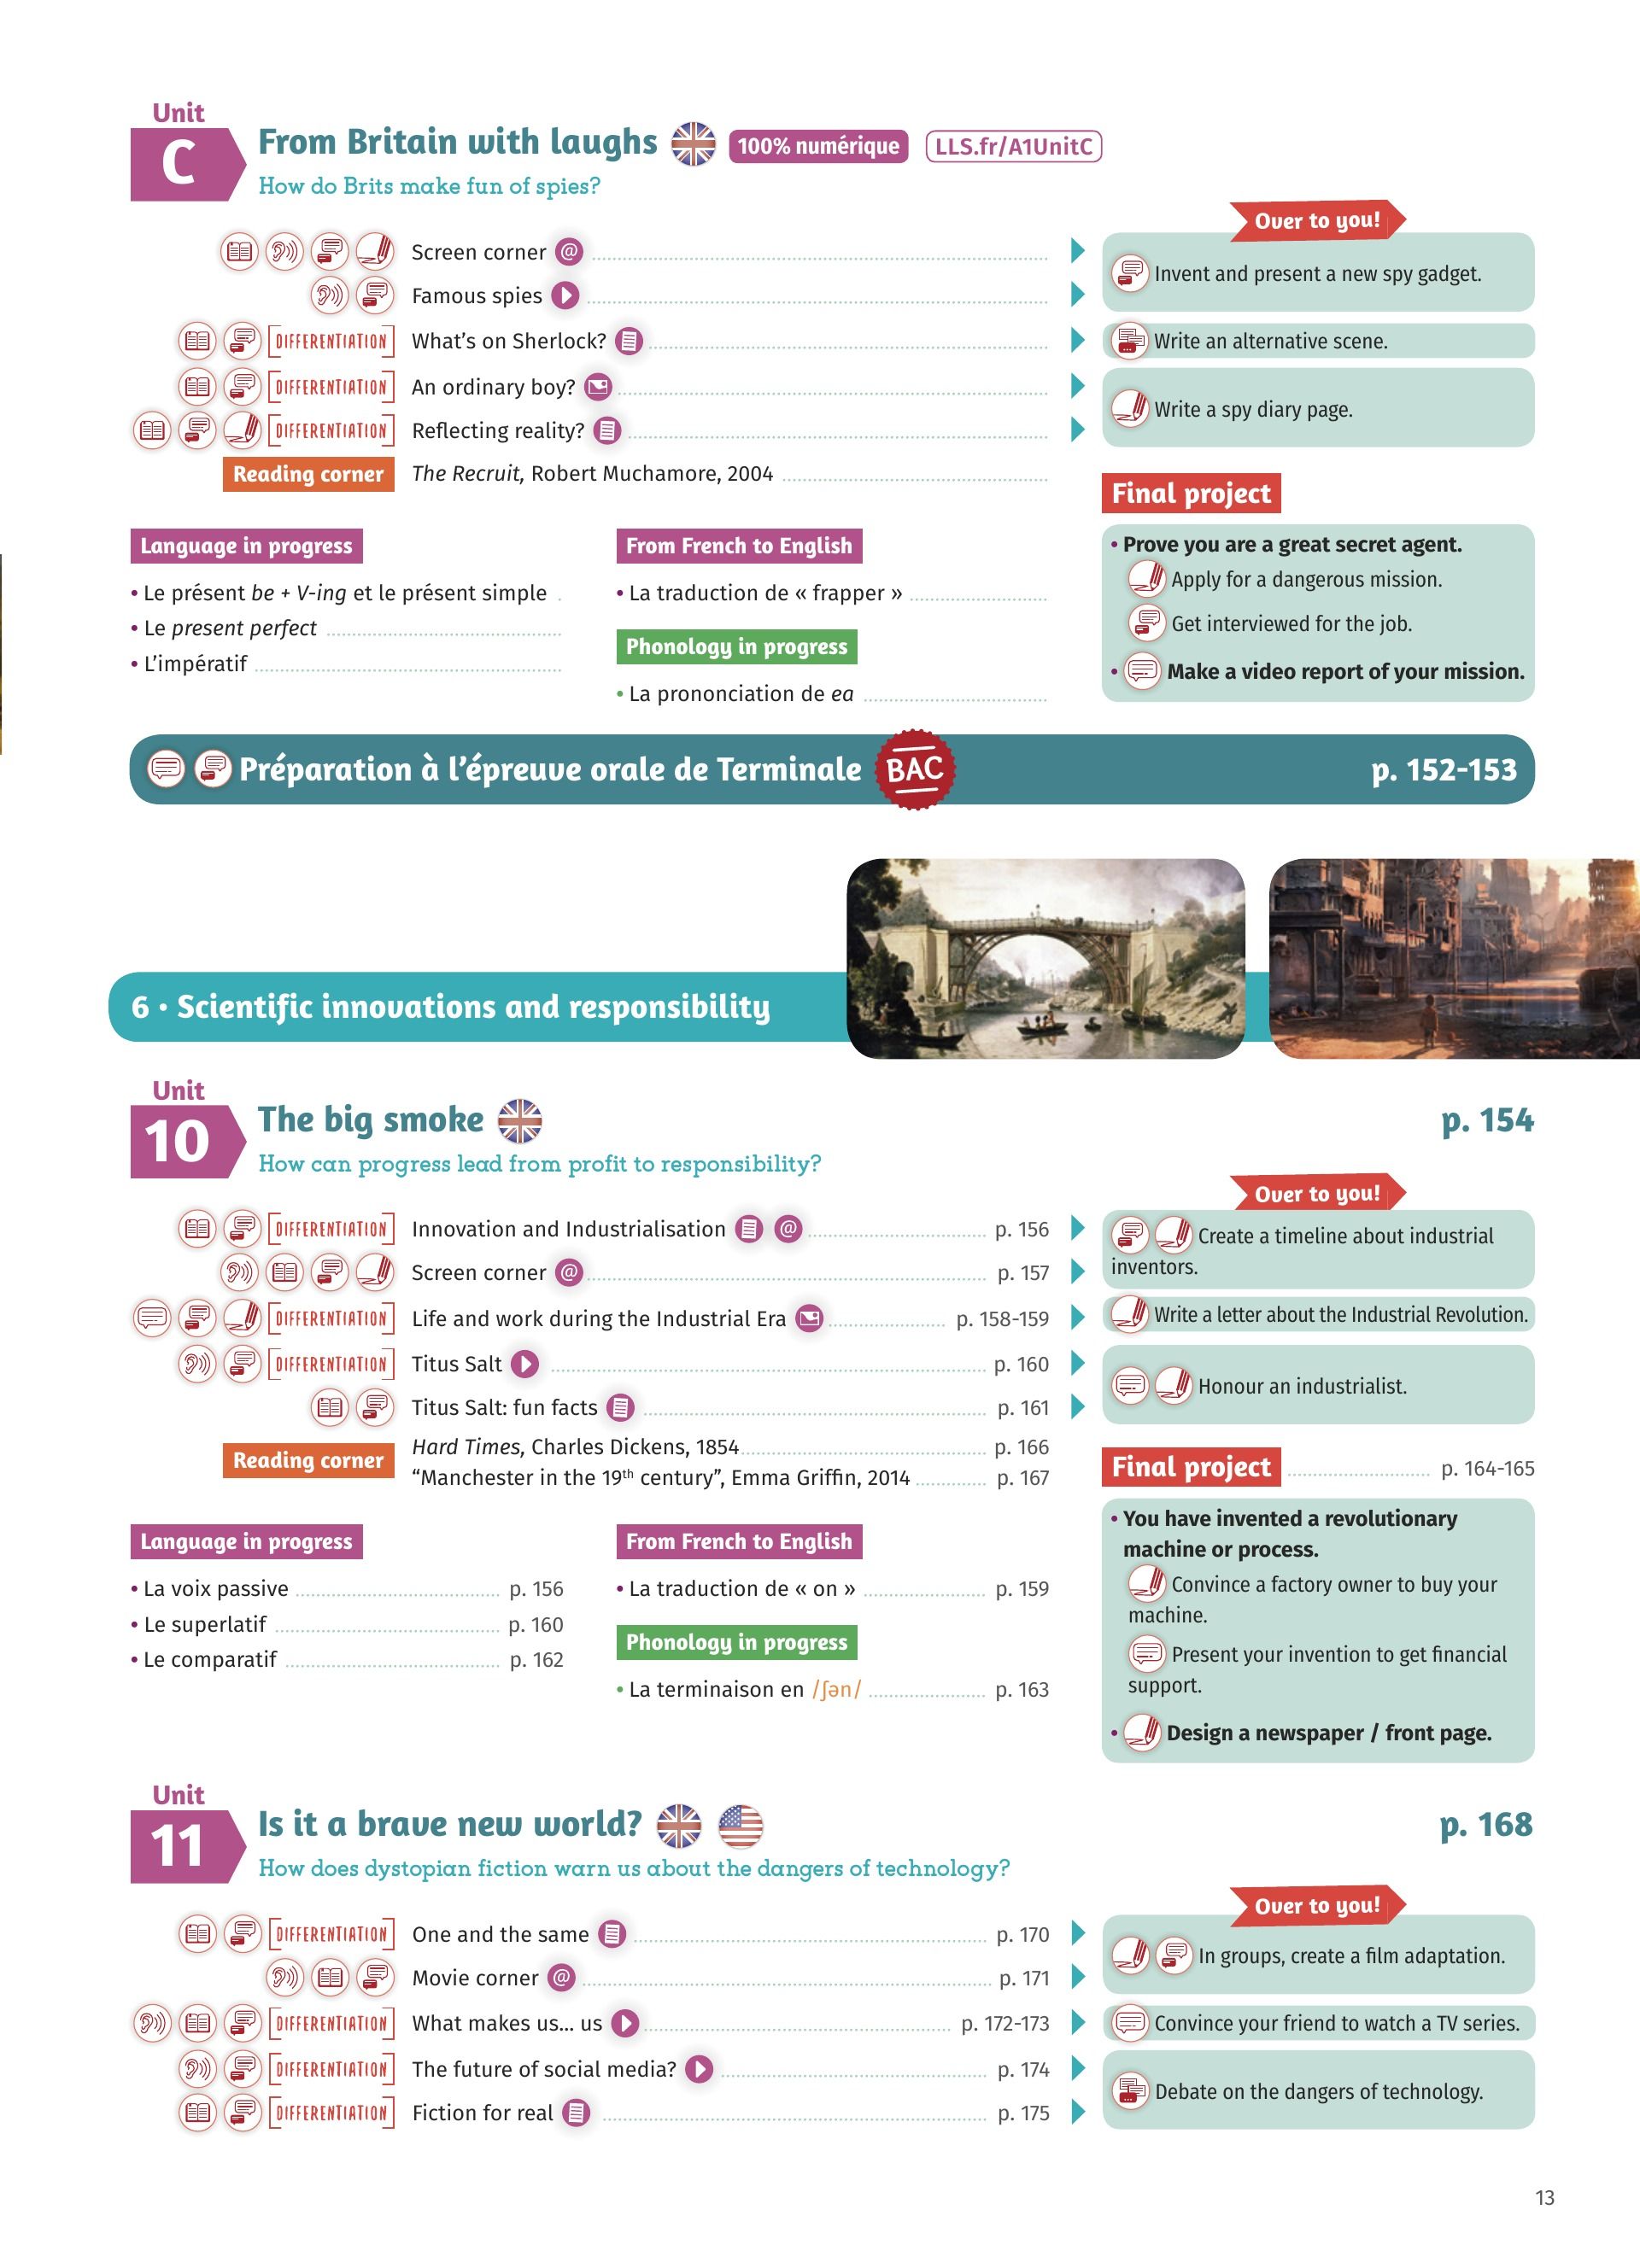 Unit
C
From Britain with laughs 100% numérique LLS.fr/A1UnitC
How do Brits make fun of spies?
Over to you!
Screen corner @
Famous spies
Invent and present a new spy gadget.
[DIFFERENTIATION] What's on Sherlock?
Write an alternative scene.
[DIFFERENTIATION] An ordinary boy?
[DIFFERENTIATION] Reflecting reality?
Write a spy diary page.
Reading corner The Recruit, Robert Muchamore, 2004
Language in progress
• Le présent be + V-ing et le présent simple
• Le present perfect
• L'impératif
From French to English
• La traduction de « frapper »
Phonology in progress
• La prononciation de ea
Final project
• Prove you are a great secret agent.
Apply for a dangerous mission.
Get interviewed for the job.
• Make a video report of your mission.
Préparation à l'épreuve orale de Terminale BAC p. 152-153
6 • Scientific innovations and responsibility
Unit
10
The big smoke p. 154
How can progress lead from profit to responsibility?
Over to you!
[DIFFERENTIATION] Innovation and Industrialisation @ p. 156
Screen corner @ p. 157
Create a timeline about industrial
inventors.
[DIFFERENTIATION] Life and work during the Industrial Era p. 158-159
Write a letter about the Industrial Revolution.
[DIFFERENTIATION] Titus Salt p. 160
Titus Salt: fun facts p. 161
Honour an industrialist.
Reading corner
Hard Times, Charles Dickens, 1854 p. 166
“Manchester in the 19th century”, Emma Griffin, 2014 p. 167
Language in progress
• La voix passive p. 156
• Le superlatif p. 160
• Le comparatif p. 162
From French to English
• La traduction de « on » p. 159
Phonology in progress
• La terminaison en /ʃən/ p. 163
Final project p. 164-165
• You have invented a revolutionary
machine or process.
Convince a factory owner to buy your
machine.
Present your invention to get financial
support.
• Design a newspaper / front page.
Unit
11
Is it a brave new world? p. 168
How does dystopian fiction warn us about the dangers of technology?
Over to you!
[DIFFERENTIATION] One and the same p. 170
Movie corner @ p. 171
In groups, create a film adaptation.
[DIFFERENTIATION] What makes us... us p. 172-173
Convince your friend to watch a TV series.
[DIFFERENTIATION] The future of social media? p. 174
[DIFFERENTIATION] Fiction for real p. 175
Debate on the dangers of technology.
13